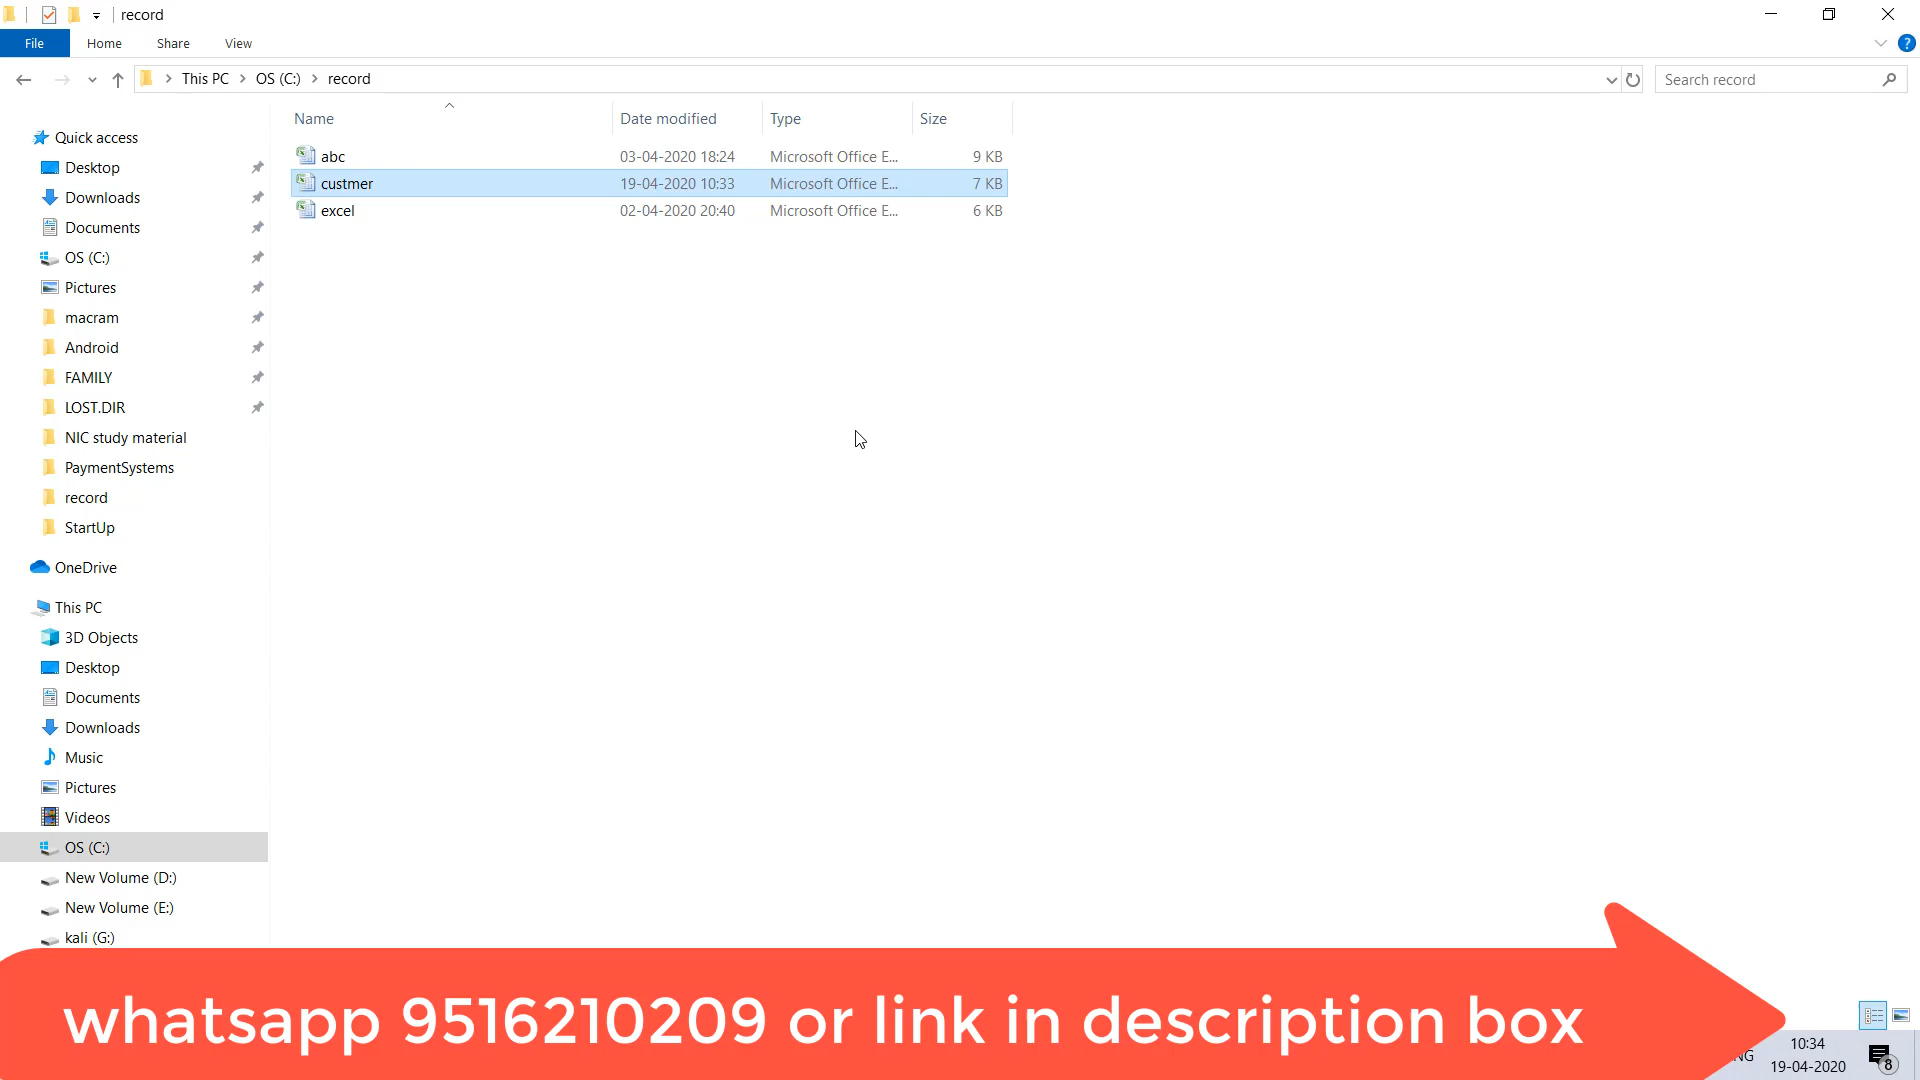 record
File Home Share View
This PC OS (C:) record
Search record
Name Date modified Type Size
abc 03-04-2020 18:24 Microsoft Office E... 9 KB
custmer 19-04-2020 10:33 Microsoft Office E... 7 KB
excel 02-04-2020 20:40 Microsoft Office E... 6 KB
Quick access
Desktop
Downloads
Documents
OS (C:)
Pictures
macram
Android
FAMILY
LOST.DIR
NIC study material
PaymentSystems
record
StartUp
OneDrive
This PC
3D Objects
Desktop
Documents
Downloads
Music
Pictures
Videos
OS (C:)
New Volume (D:)
New Volume (E:)
kali (G:)
whatsapp 9516210209 or link in description box
NG
10:34
19-04-2020
8